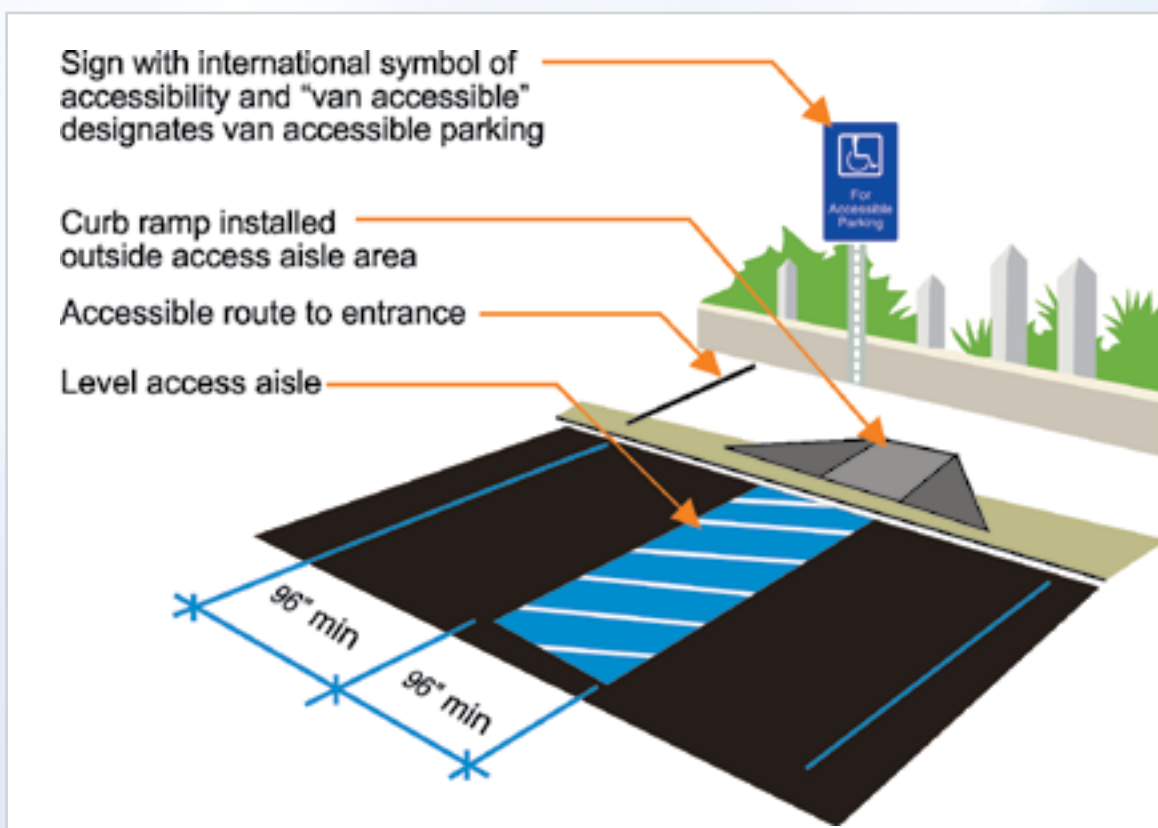 Sign with international symbol of
accessibility and “van accessible”
designates van accessible parking
For
Accessible
Parking
Curb ramp installed
outside access aisle area
Accessible route to entrance
Level access aisle
96" min
96" min